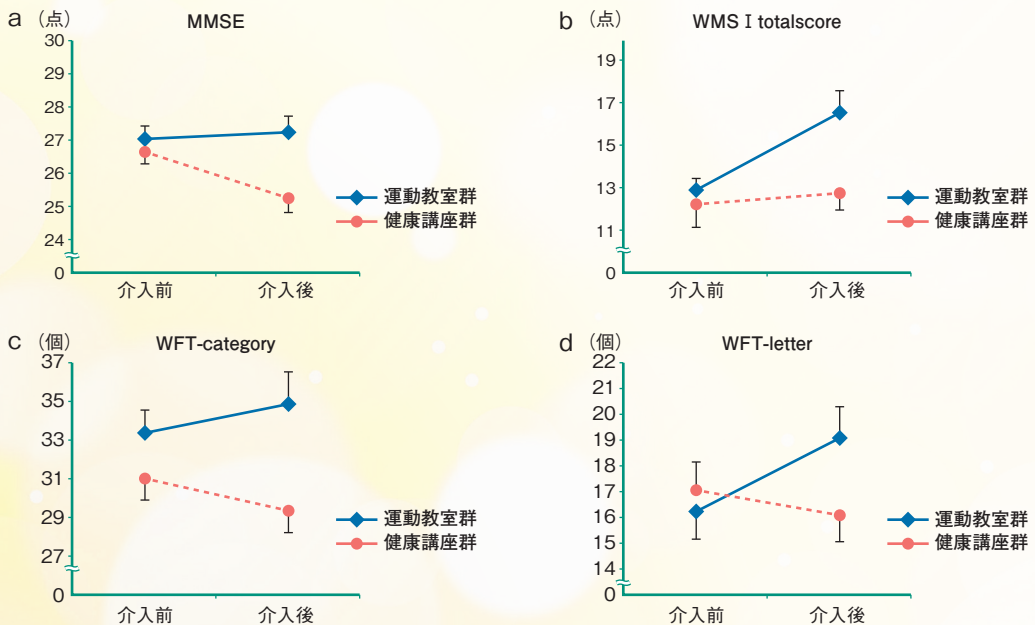 a （点） MMSE
30
29
28
27
26
25
24
0
介入前 介入後
運動教室群
健康講座群
b （点） WMS I totalscore
19
17
15
13
11
0
介入前 介入後
運動教室群
健康講座群
c （個） WFT-category
37
35
33
31
29
27
0
介入前 介入後
運動教室群
健康講座群
d （個） WFT-letter
22
21
20
19
18
17
16
15
14
0
介入前 介入後
運動教室群
健康講座群